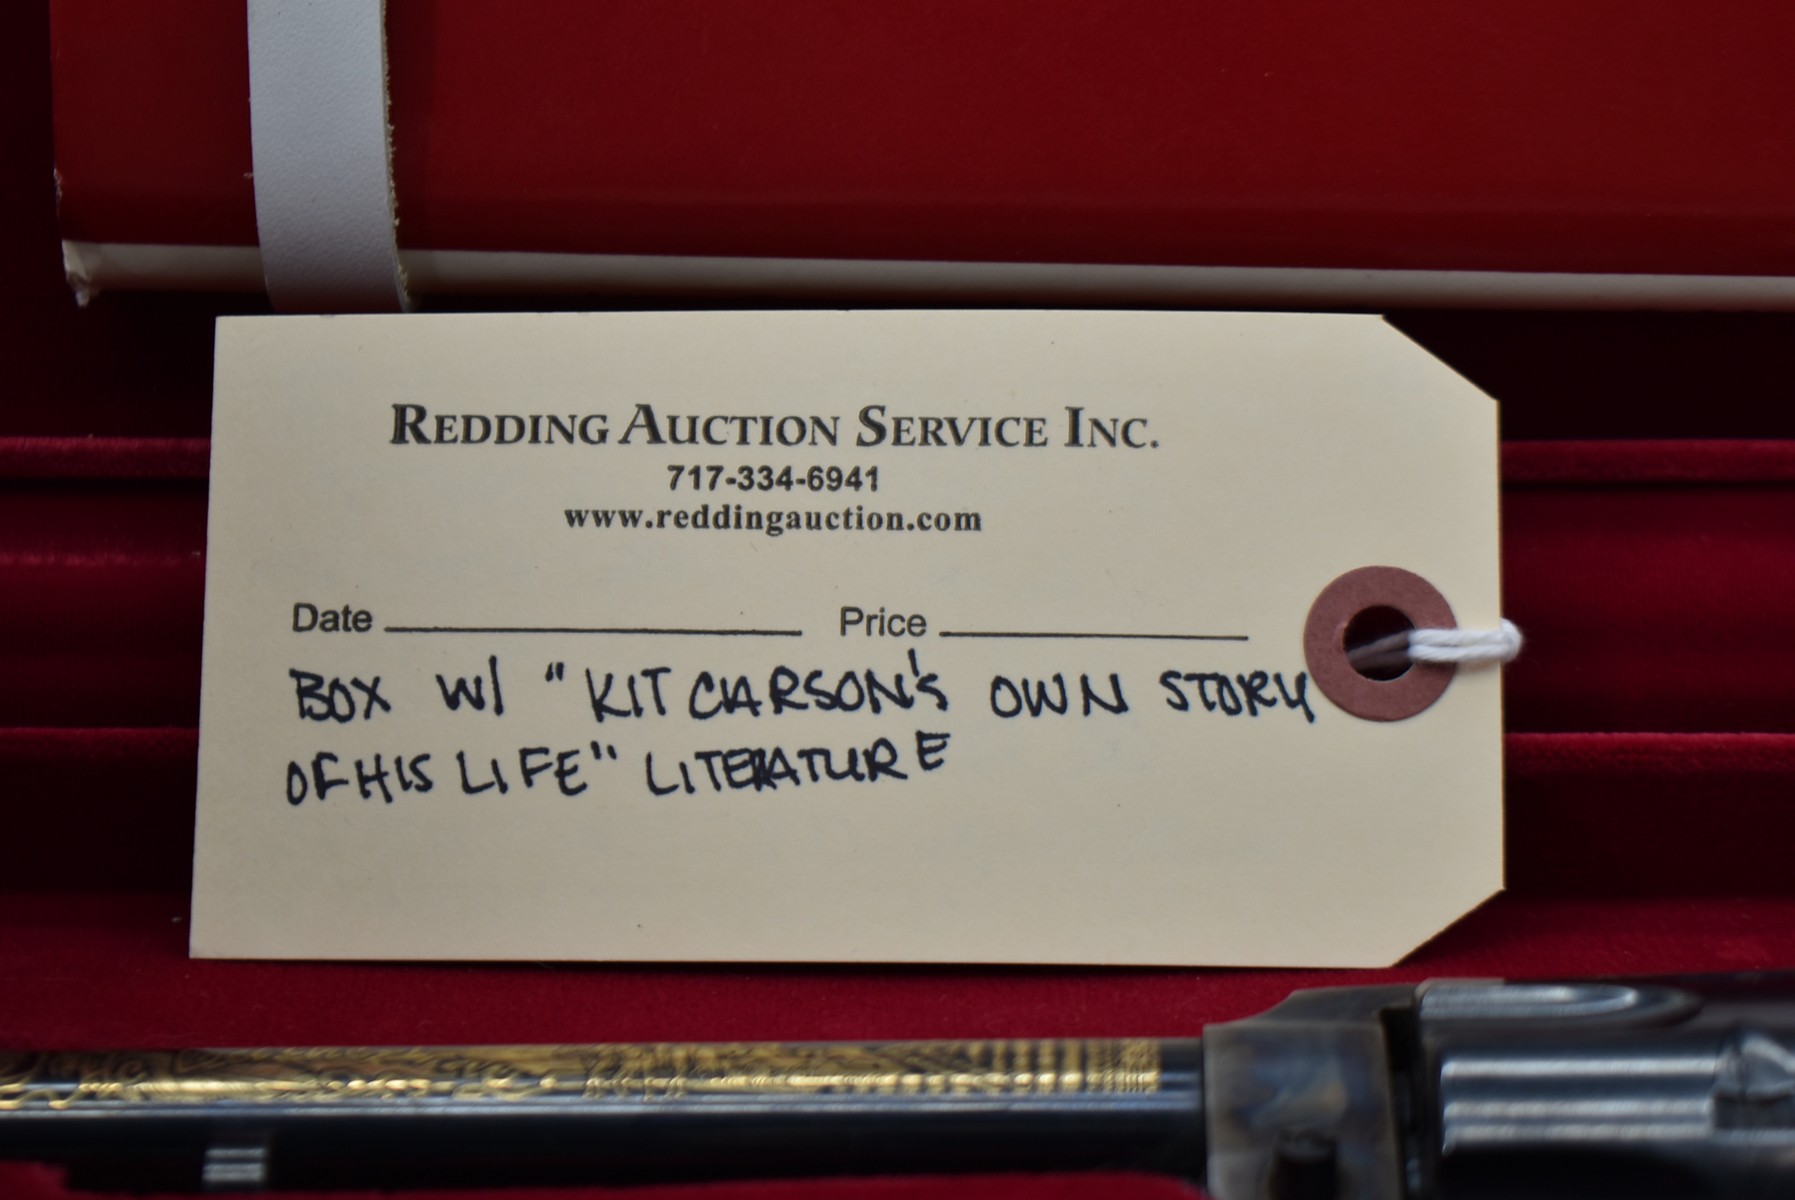 REDDING AUCTION SERVICE INC.
717-334-6941
www.reddingauction.com
Date Price
BOX W/ "KIT CARSON'S OWN STORY
OF HIS LIFE" LITERATURE